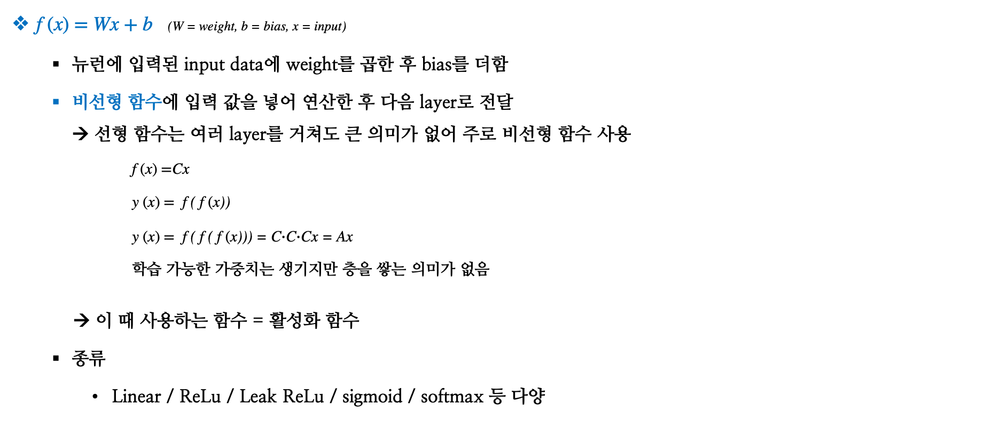 ❖ f (x) = Wx + b (W = weight, b = bias, x = input)
▪ 뉴런에 입력된 input data에 weight를 곱한 후 bias를 더함
▪ 비선형 함수에 입력 값을 넣어 연산한 후 다음 layer로 전달
→ 선형 함수는 여러 layer를 거쳐도 큰 의미가 없어 주로 비선형 함수 사용
f (x) =Cx
y (x) = f ( f (x))
y (x) = f ( f ( f (x))) = C·C·Cx = Ax
학습 가능한 가중치는 생기지만 층을 쌓는 의미가 없음
→ 이 때 사용하는 함수 = 활성화 함수
▪ 종류
• Linear / ReLu / Leak ReLu / sigmoid / softmax 등 다양